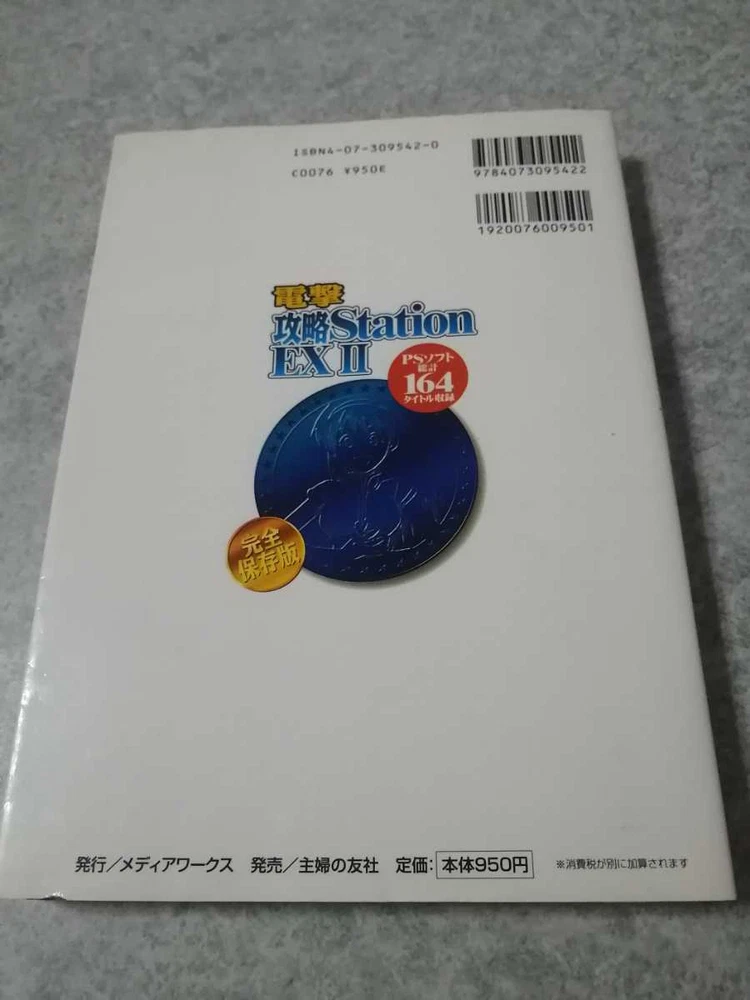 ISBN4-07-309542-0
C0076 ¥950E
9784073095422
1920076009501
電撃
攻略Station
EX II
PSソフト
総計
164
タイトル収録
完全
保存版
発行／メディアワークス 発売／主婦の友社 定価：本体950円 ※消費税が別に加算されます